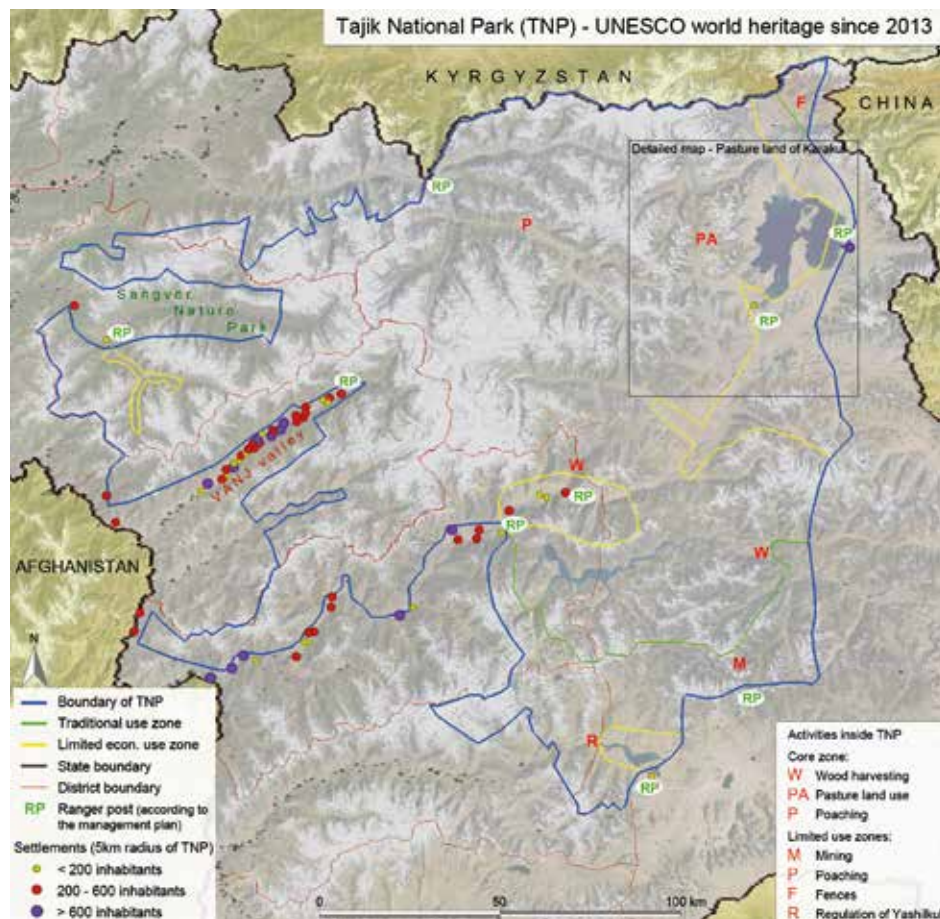 Tajik National Park (TNP) - UNESCO world heritage since 2013
KYRGYZSTAN
CHINA
F
Detailed map - Pasture land of Karakul
RP
P
PA
RP
Sangvor
Nature
Park
RP
RP
RP
VANJ valley
W
RP
RP
W
AFGHANISTAN
N
M
RP
R
RP
Boundary of TNP
Traditional use zone
Limited econ. use zone
State boundary
District boundary
RP Ranger post (according to
the management plan)
Settlements (5km radius of TNP)
< 200 inhabitants
200 - 600 inhabitants
> 600 inhabitants
0 50 100 km
Activities inside TNP
Core zone:
W Wood harvesting
PA Pasture land use
P Poaching
Limited use zones:
M Mining
P Poaching
F Fences
R Regulation of Yashilkul